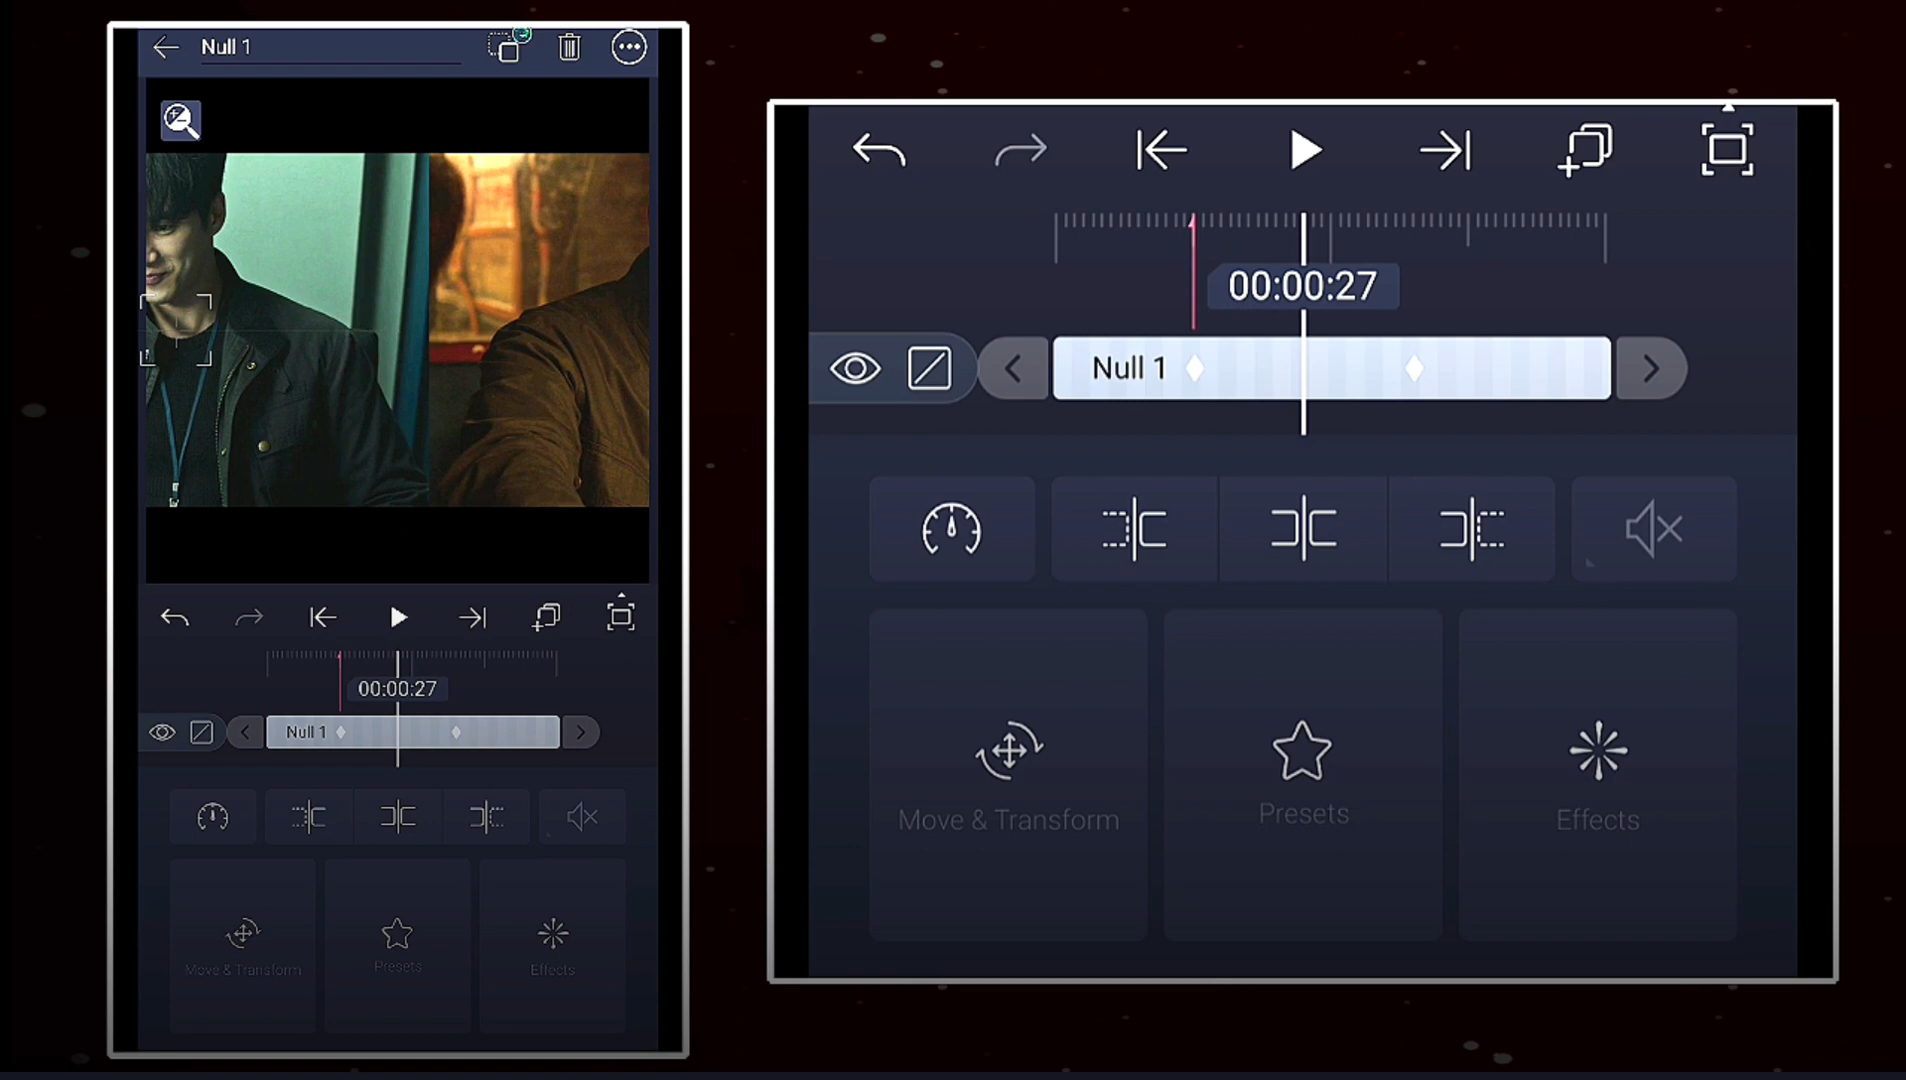 Null 1
00:00:27
Null 1
Move & Transform
Presets
Effects
00:00:27
Null 1
Move & Transform
Presets
Effects